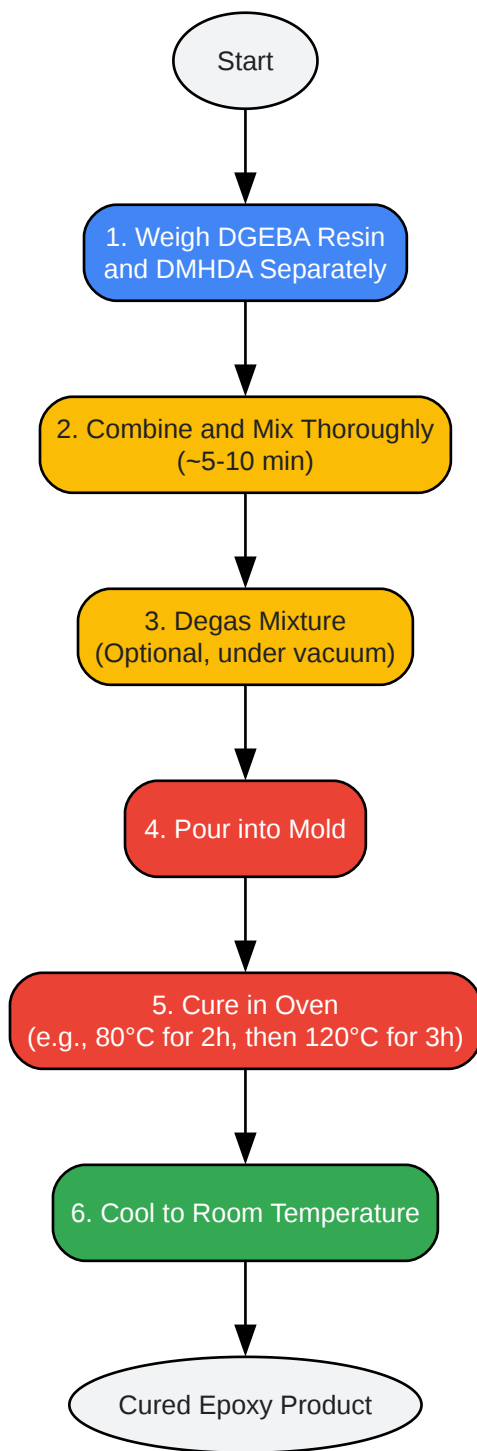 Start
1. Weigh DGEBA Resin
and DMHDA Separately
2. Combine and Mix Thoroughly
(~5-10 min)
3. Degas Mixture
(Optional, under vacuum)
4. Pour into Mold
5. Cure in Oven
(e.g., 80°C for 2h, then 120°C for 3h)
6. Cool to Room Temperature
Cured Epoxy Product